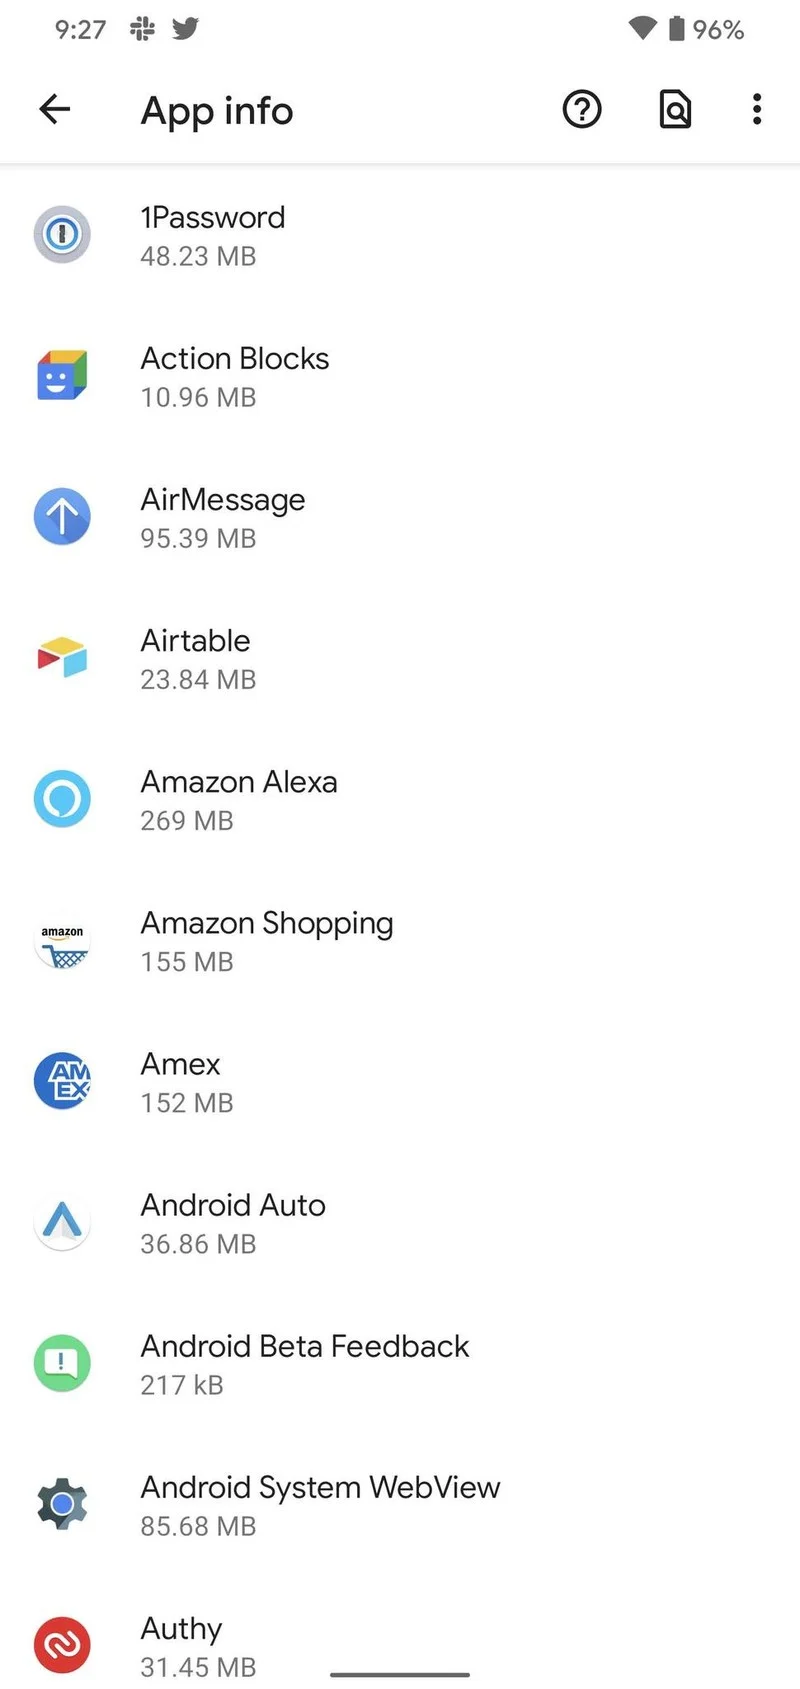 9:27 96%
App info
1Password
48.23 MB
Action Blocks
10.96 MB
AirMessage
95.39 MB
Airtable
23.84 MB
Amazon Alexa
269 MB
amazon
Amazon Shopping
155 MB
AM
EX
Amex
152 MB
Android Auto
36.86 MB
Android Beta Feedback
217 kB
Android System WebView
85.68 MB
Authy
31.45 MB